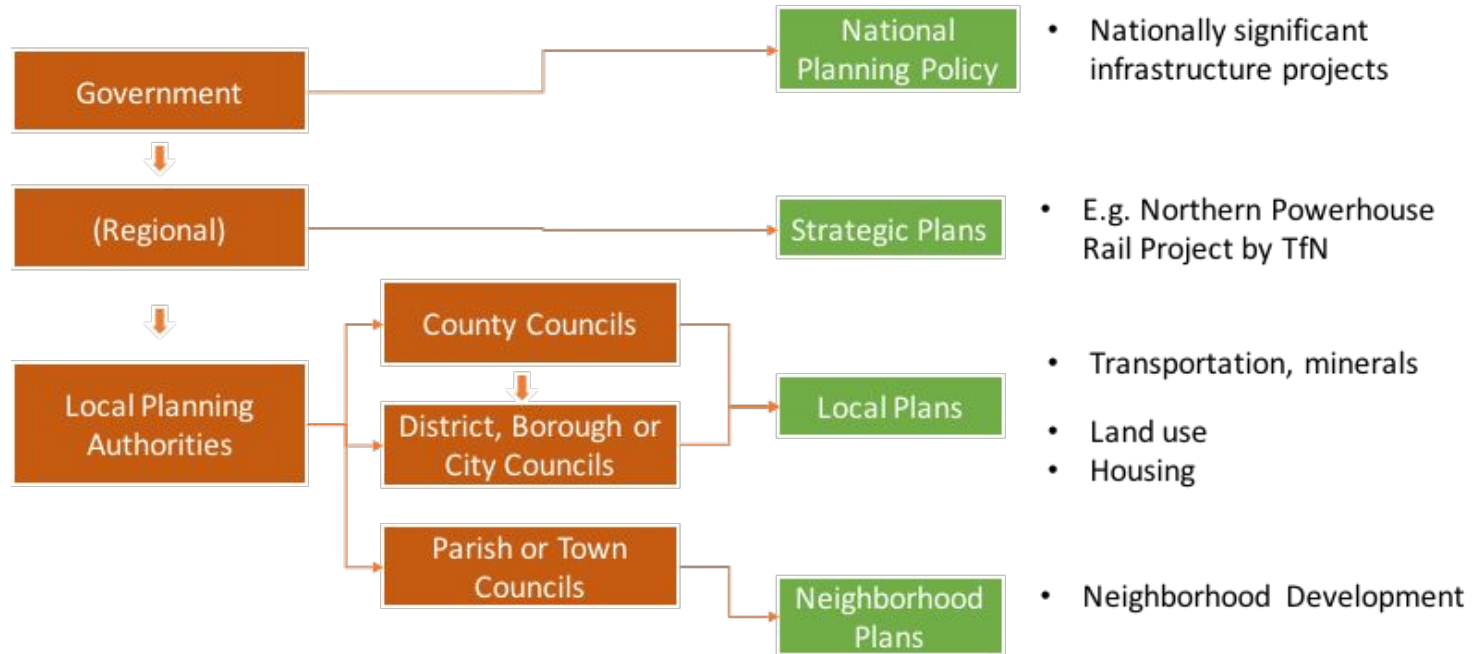 Government
National
Planning Policy
• Nationally significant
infrastructure projects
(Regional)
Strategic Plans
• E.g. Northern Powerhouse
Rail Project by TfN
Local Planning
Authorities
County Councils
District, Borough or
City Councils
Parish or Town
Councils
Local Plans
• Transportation, minerals
• Land use
• Housing
Neighborhood
Plans
• Neighborhood Development